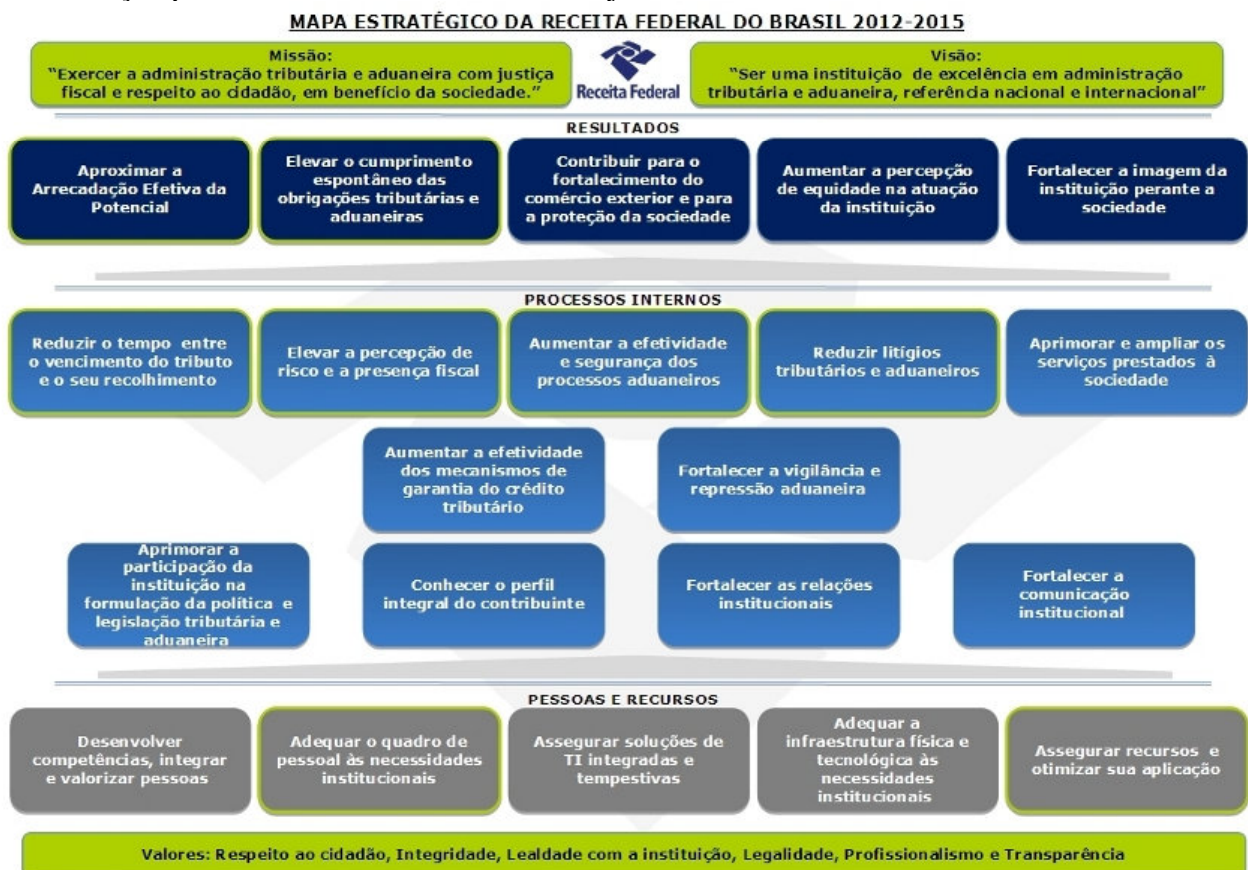 MAPA ESTRATÉGICO DA RECEITA FEDERAL DO BRASIL 2012-2015
Missão:
"Exercer a administração tributária e aduaneira com justiça
fiscal e respeito ao cidadão, em benefício da sociedade."
Receita Federal
Visão:
"Ser uma instituição de excelência em administração
tributária e aduaneira, referência nacional e internacional"
RESULTADOS
Aproximar a
Arrecadação Efetiva da
Potencial
Elevar o cumprimento
espontâneo das
obrigações tributárias e
aduaneiras
Contribuir para o
fortalecimento do
comércio exterior e para
a proteção da sociedade
Aumentar a percepção
de equidade na atuação
da instituição
Fortalecer a imagem da
instituição perante a
sociedade
PROCESSOS INTERNOS
Reduzir o tempo entre
o vencimento do tributo
e o seu recolhimento
Elevar a percepção de
risco e a presença fiscal
Aumentar a efetividade
e segurança dos
processos aduaneiros
Reduzir litígios
tributários e aduaneiros
Aprimorar e ampliar os
serviços prestados à
sociedade
Aumentar a efetividade
dos mecanismos de
garantia do crédito
tributário
Fortalecer a vigilância e
repressão aduaneira
Aprimorar a
participação da
instituição na
formulação da política e
legislação tributária e
aduaneira
Conhecer o perfil
integral do contribuinte
Fortalecer as relações
institucionais
Fortalecer a
comunicação
institucional
PESSOAS E RECURSOS
Desenvolver
competências, integrar
e valorizar pessoas
Adequar o quadro de
pessoal às necessidades
institucionais
Assegurar soluções de
TI integradas e
tempestivas
Adequar a
infraestrutura física e
tecnológica às
necessidades
institucionais
Assegurar recursos e
otimizar sua aplicação
Valores: Respeito ao cidadão, Integridade, Lealdade com a instituição, Legalidade, Profissionalismo e Transparência